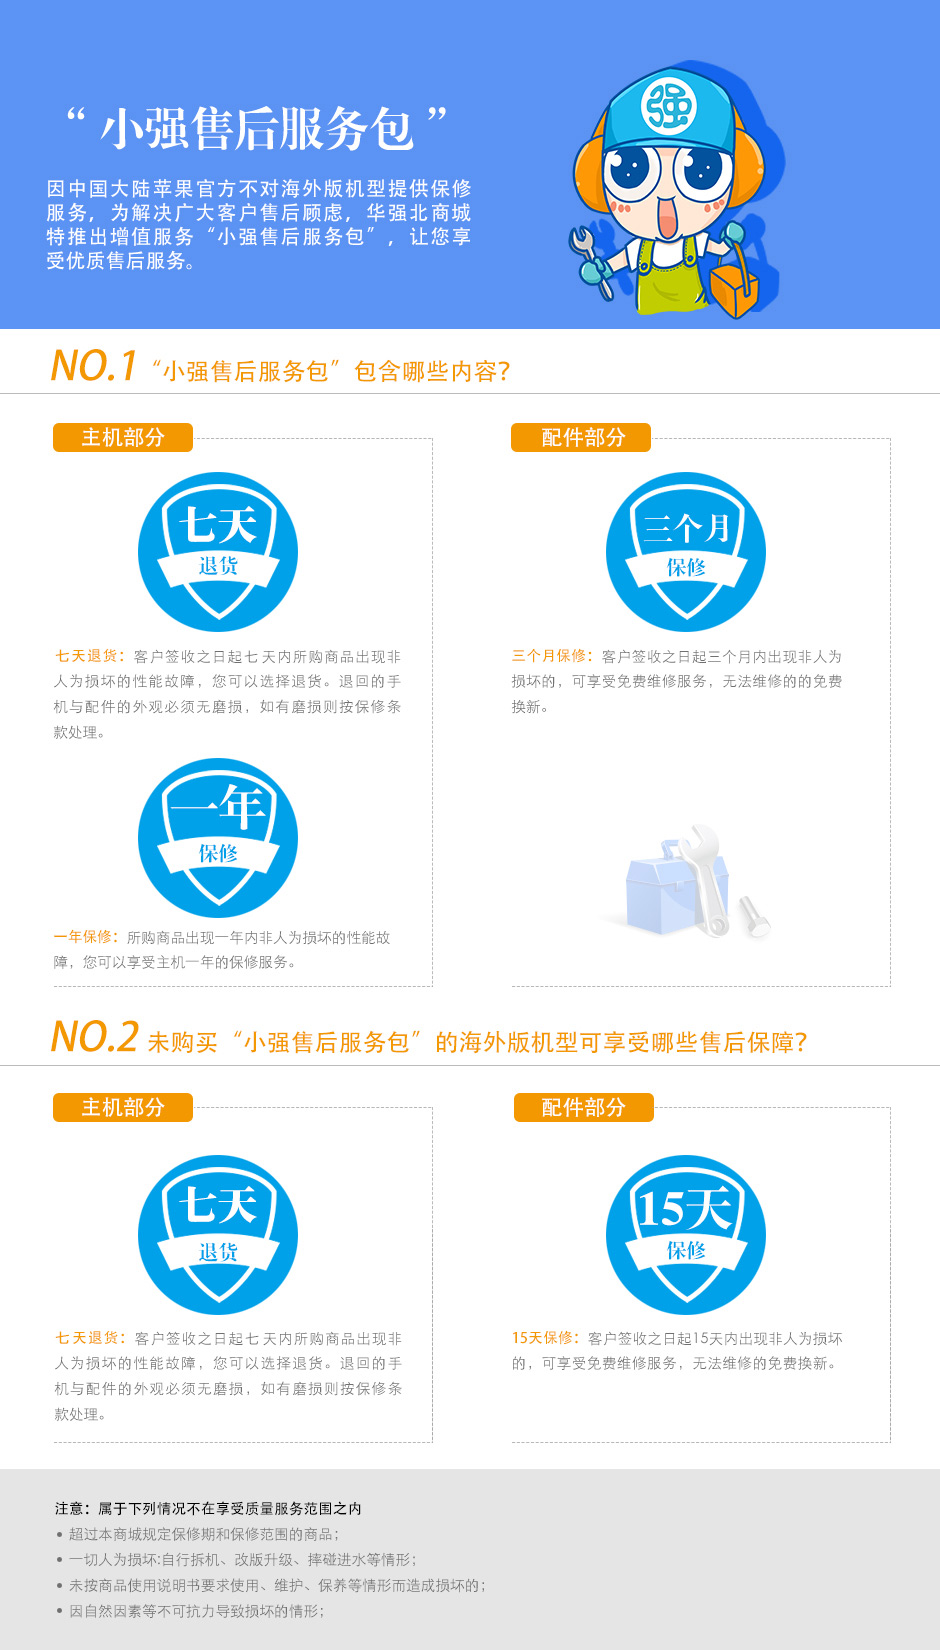 强
“小强售后服务包”
因中国大陆苹果官方不对海外版机型提供保修
服务，为解决广大客户售后顾虑，华强北商城
特推出增值服务“小强售后服务包”，让您享
受优质售后服务。
NO.1 “小强售后服务包”包含哪些内容？
主机部分
七天
退货
七天退货：客户签收之日起七天内所购商品出现非
人为损坏的性能故障，您可以选择退货。退回的手
机与配件的外观必须无磨损，如有磨损则按保修条
款处理。
一年
保修
一年保修：所购商品出现一年内非人为损坏的性能故
障，您可以享受主机一年的保修服务。
配件部分
三个月
保修
三个月保修：客户签收之日起三个月内出现非人为
损坏的，可享受免费维修服务，无法维修的的免费
换新。
NO.2 未购买“小强售后服务包”的海外版机型可享受哪些售后保障？
主机部分
七天
退货
七天退货：客户签收之日起七天内所购商品出现非
人为损坏的性能故障，您可以选择退货。退回的手
机与配件的外观必须无磨损，如有磨损则按保修条
款处理。
配件部分
15天
保修
15天保修：客户签收之日起15天内出现非人为损坏
的，可享受免费维修服务，无法维修的免费换新。
注意：属于下列情况不在享受质量服务范围之内
• 超过本商城规定保修期和保修范围的商品；
• 一切人为损坏:自行拆机、改版升级、摔碰进水等情形；
• 未按商品使用说明书要求使用、维护、保养等情形而造成损坏的；
• 因自然因素等不可抗力导致损坏的情形；